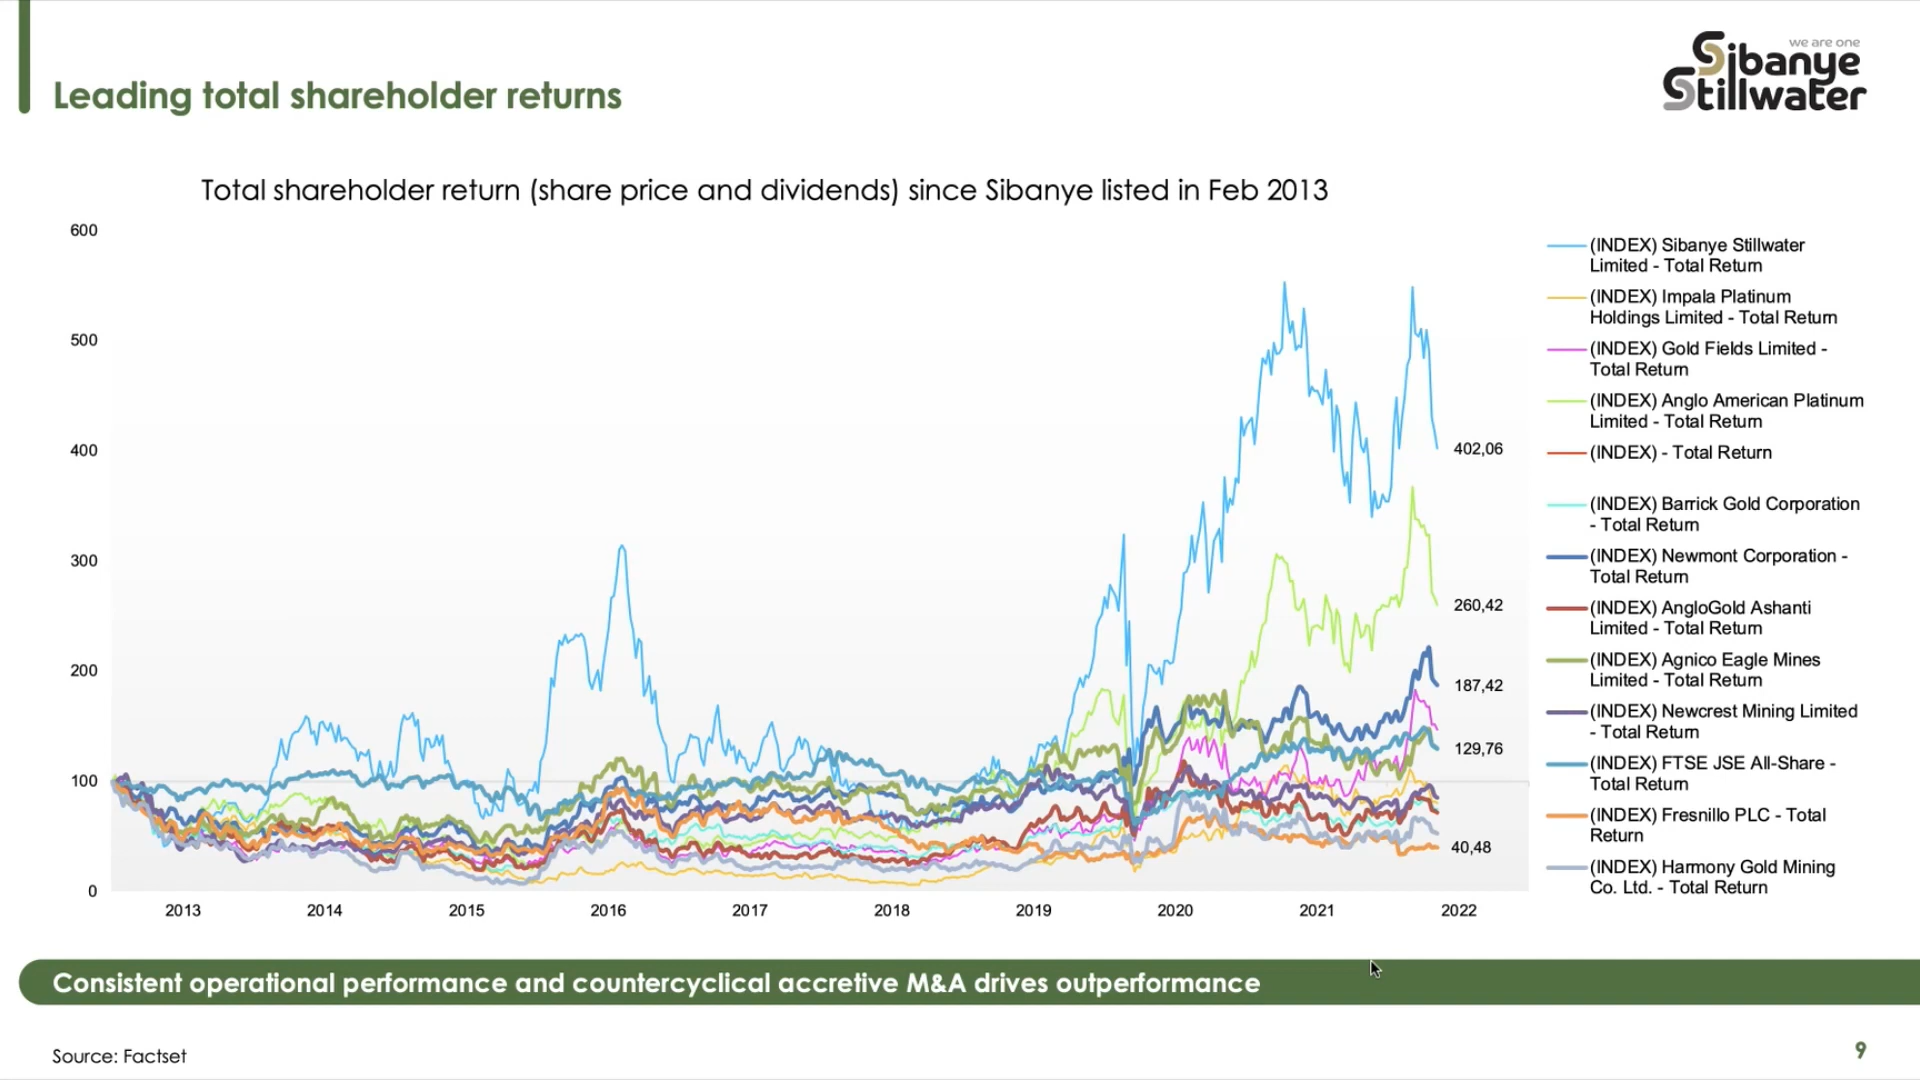 we are one
Sibanye
Stillwater
Leading total shareholder returns
Total shareholder return (share price and dividends) since Sibanye listed in Feb 2013
600
500
400
300
200
100
0
2013
2014
2015
2016
2017
2018
2019
2020
2021
2022
402,06
260,42
187,42
129,76
40,48
(INDEX) Sibanye Stillwater
Limited - Total Return
(INDEX) Impala Platinum
Holdings Limited - Total Return
(INDEX) Gold Fields Limited -
Total Return
(INDEX) Anglo American Platinum
Limited - Total Return
(INDEX) - Total Return
(INDEX) Barrick Gold Corporation
- Total Return
(INDEX) Newmont Corporation -
Total Return
(INDEX) AngloGold Ashanti
Limited - Total Return
(INDEX) Agnico Eagle Mines
Limited - Total Return
(INDEX) Newcrest Mining Limited
- Total Return
(INDEX) FTSE JSE All-Share -
Total Return
(INDEX) Fresnillo PLC - Total
Return
(INDEX) Harmony Gold Mining
Co. Ltd. - Total Return
Consistent operational performance and countercyclical accretive M&A drives outperformance
Source: Factset
9